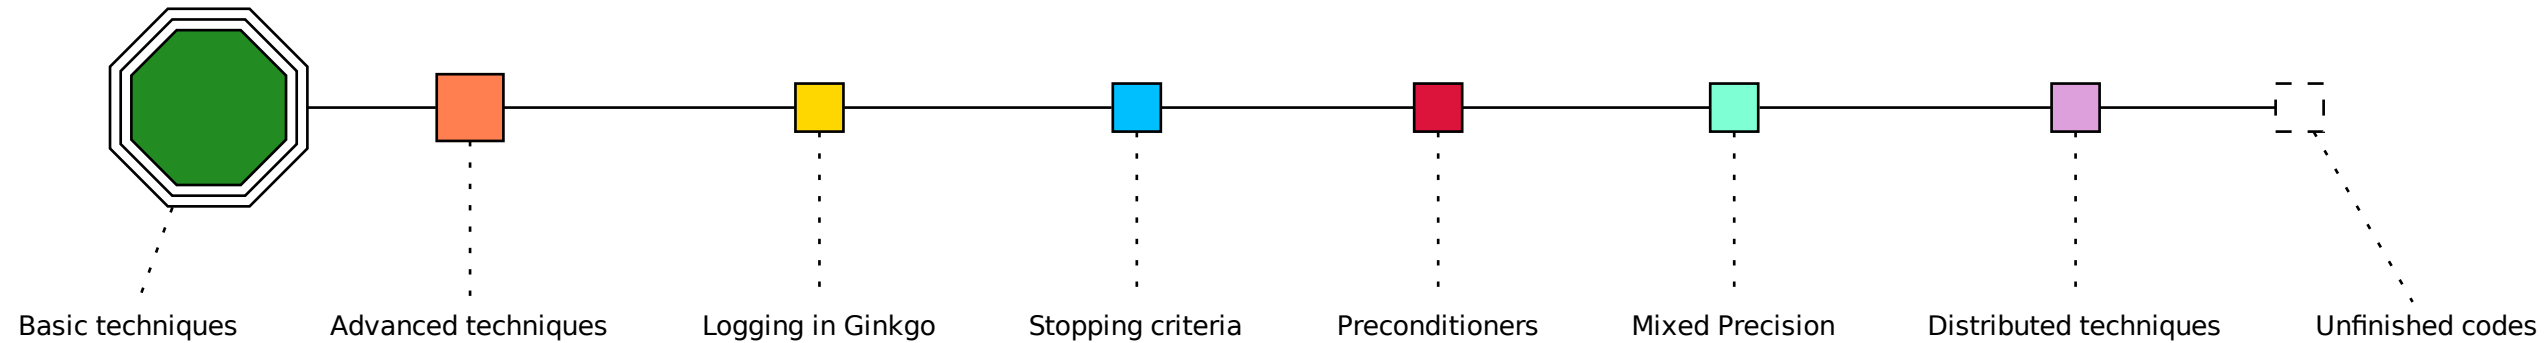 Basic techniques
Advanced techniques
Logging in Ginkgo
Stopping criteria
Preconditioners
Mixed Precision
Distributed techniques
Unfinished codes